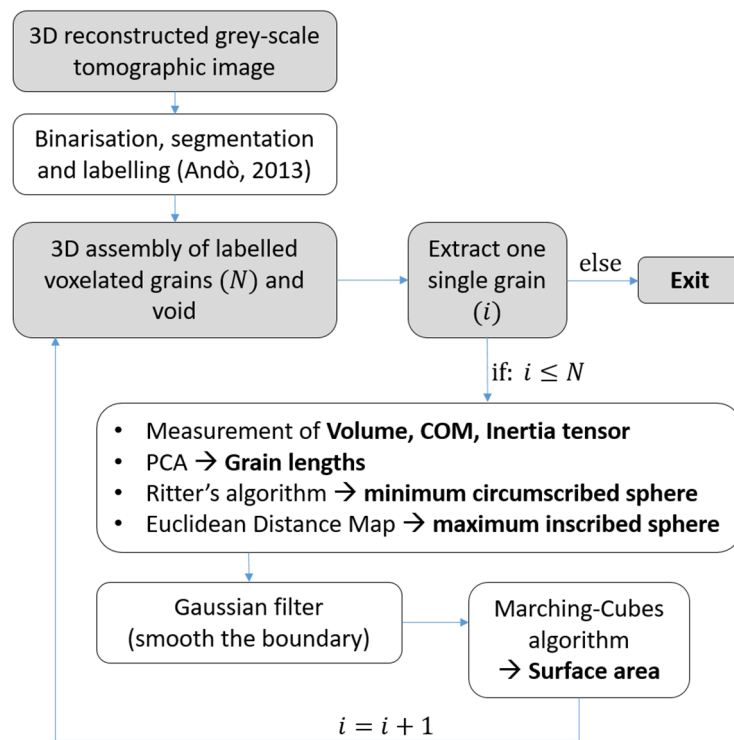 3D reconstructed grey-scale
tomographic image
Binarisation, segmentation
and labelling (Andò, 2013)
3D assembly of labelled
voxelated grains (N) and
void
Extract one
single grain
(i)
else
Exit
if: i ≤ N
• Measurement of Volume, COM, Inertia tensor
• PCA → Grain lengths
• Ritter’s algorithm → minimum circumscribed sphere
• Euclidean Distance Map → maximum inscribed sphere
Gaussian filter
(smooth the boundary)
Marching-Cubes
algorithm
→ Surface area
i = i + 1